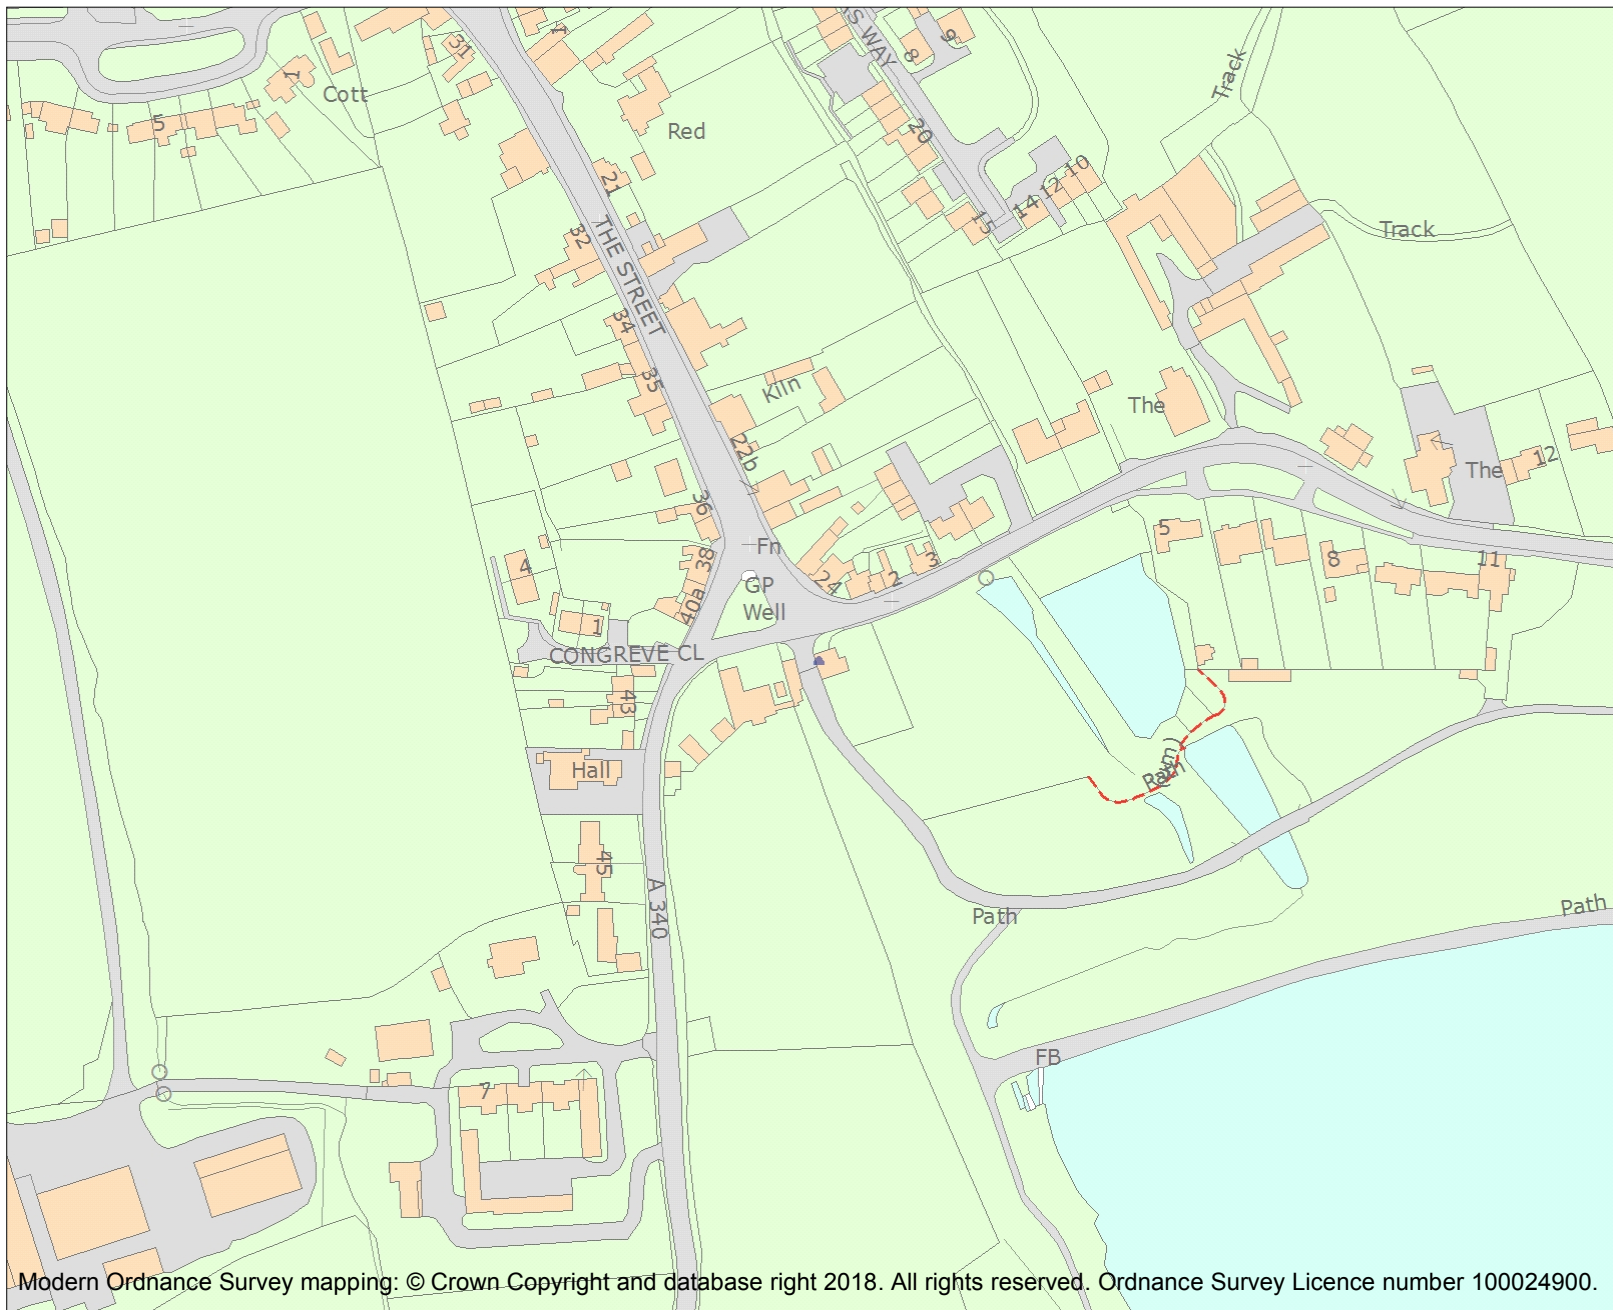 1
AS WAY
9
8
31
1
Cott
Track
5
Red
20
21
10
12
14
15
32
THE STREET
Track
34
35
Kiln
The
22b
The
12
36
Fn
5
38
24
2
3
8
11
4
GP
Well
40a
1
CONGREVE CL
43
Hall
(um)
Path
45
A 340
Path
Path
FB
7
Modern Ordnance Survey mapping: © Crown Copyright and database right 2018. All rights reserved. Ordnance Survey Licence number 100024900.